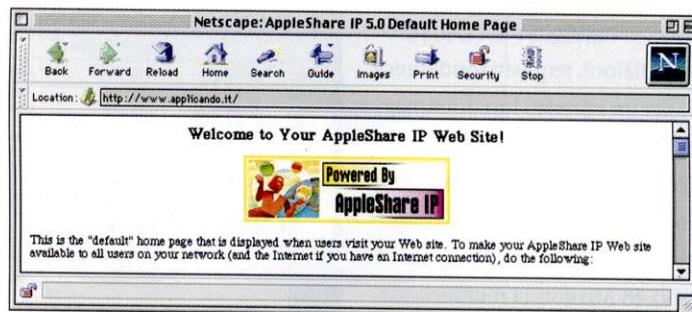 Netscape: AppleShare IP 5.0 Default Home Page
Back Forward Reload Home Search Guide Images Print Security Stop
N
Location: http://www.applicando.it/
Welcome to Your AppleShare IP Web Site!
Powered By
AppleShare IP
This is the "default" home page that is displayed when users visit your Web site. To make your AppleShare IP Web site
available to all users on your network (and the Internet if you have an Internet connection), do the following: